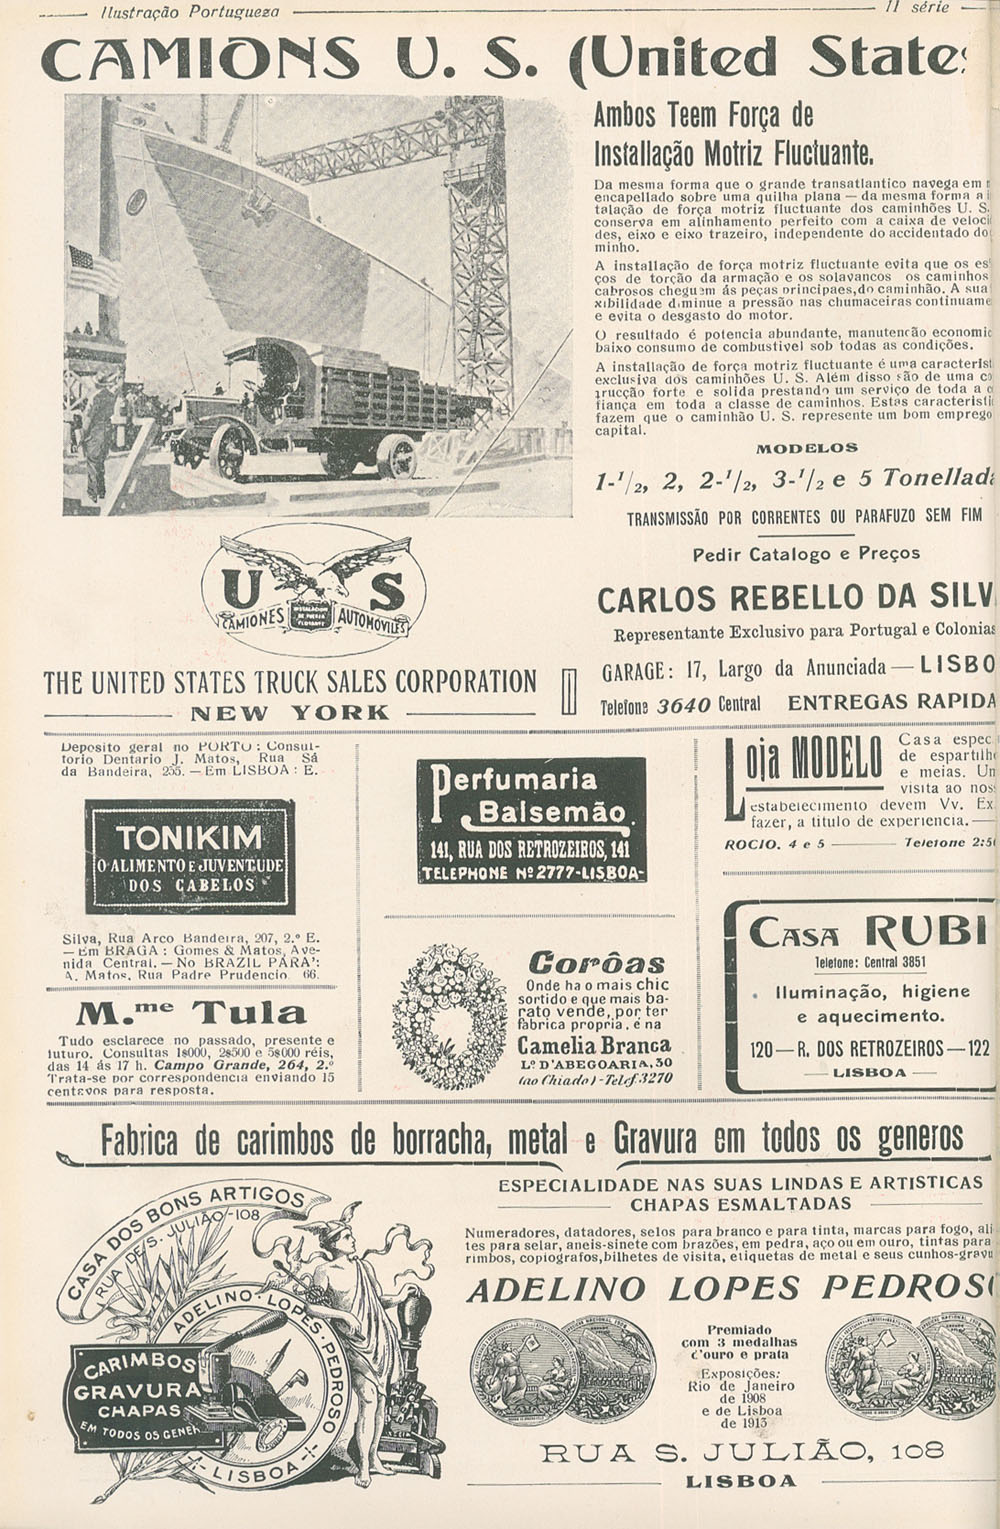 Ilustração Portugueza
II série
CAMIONS U. S. (United States
Ambos Teem Força de
Installação Motriz Fluctuante.
Da mesma forma que o grande transatlantico navega em
encapellado sobre uma quilha plana — da mesma forma a
talação de força motriz fluctuante dos caminhões U. S.
conserva em alinhamento perfeito com a caixa de veloci
des, eixo e eixo trazeiro, independente do accidentado do
minho.
A installação de força motriz fluctuante evita que os es
ços de torção da armação e os solavancos os caminhos
cabrosos cheguem ás peças principaes, do caminhão. A sua
xibilidade diminue a pressão nas chumaceiras continuame
e evita o desgasto do motor.
O resultado é potencia abundante, manutencão economic
baixo consumo de combustivel sob todas as condições.
A installação de força motriz fluctuante é uma caracterist
exclusiva dos caminhões U. S. Além disso são de uma co
trucção forte e solida prestando um serviço de toda a c
fiança em toda a classe de caminhos. Estas caracteristi
fazem que o caminhão U. S. represente um bom emprego
capital.
MODELOS
1-1/2, 2, 2-1/2, 3-1/2 e 5 Tonellada
TRANSMISSÃO POR CORRENTES OU PARAFUZO SEM FIM
Pedir Catalogo e Preços
CARLOS REBELLO DA SILV
Representante Exclusivo para Portugal e Colonias
GARAGE: 17, Largo da Anunciada — LISBO
Telefone 3640 Central ENTREGAS RAPIDA
U S
CAMIONES AUTOMOVILES
INSTALACION
DE FUERZA
FLOTANTE
THE UNITED STATES TRUCK SALES CORPORATION
NEW YORK
Deposito geral no PORTO: Consul-
torio Dentario J. Matos, Rua Sá
da Bandeira, 255. — Em LISBOA: E.
TONIKIM
O ALIMENTO E JUVENTUDE
DOS CABELOS
Silva, Rua Arco Bandeira, 207, 2.º E.
— Em BRAGA: Gomes & Matos, Ave-
nida Central. — No BRAZIL PARA':
A. Matos, Rua Padre Prudencio 66.
M.me Tula
Tudo esclarece no passado, presente e
futuro. Consultas 1$000, 2$500 e 5$000 réis,
das 14 ás 17 h. Campo Grande, 264, 2.º
Trata-se por correspondencia enviando 15
centavos para resposta.
Perfumaria
Balsemão.
141, RUA DOS RETROZEIROS, 141
TELEPHONE Nº 2777-LISBOA-
Corôas
Onde ha o mais chic
sortido e que mais ba-
rato vende, por ter
fabrica propria, é na
Camelia Branca
L.º D'ABEGOARIA, 50
(ao Chiado) - Telef. 3270
Loja MODELO
Casa espec
de espartilh
e meias. Um
visita ao nos
estabelecimento devem Vv. Ex
fazer, a titulo de experiencia.—
ROCIO, 4 e 5 — Telefone 2:5
CASA RUBI
Telefone: Central 3851
Iluminação, higiene
e aquecimento.
120—R. DOS RETROZEIROS—122
LISBOA
Fabrica de carimbos de borracha, metal e Gravura em todos os generos
ESPECIALIDADE NAS SUAS LINDAS E ARTISTICAS
CHAPAS ESMALTADAS
Numeradores, datadores, selos para branco e para tinta, marcas para fogo, ali
tes para selar, aneis-sinete com brazões, em pedra, aço ou em ouro, tintas para
rimbos, copiografos, bilhetes de visita, etiquetas de metal e seus cunhos-gravu
ADELINO LOPES PEDROSO
Premiado
com 3 medalhas
d'ouro e prata
Exposições:
Rio de Janeiro
de 1908
e de Lisboa
de 1913
RUA S. JULIÃO, 108
LISBOA
CASA DOS BONS ARTIGOS
RUA DE S. JULIÃO-108
ADELINO·LOPES·PEDROSO
LISBOA
CARIMBOS
GRAVURA
CHAPAS
EM TODOS OS GENER